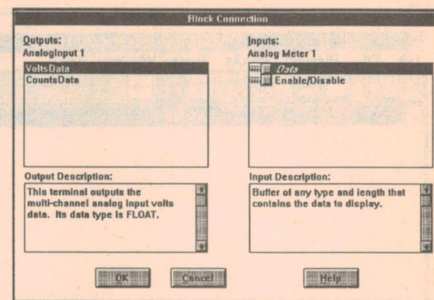 Block Connection
Outputs:
AnalogInput 1
VoltsData
CountsData
Inputs:
Analog Meter 1
Data
Enable/Disable
Output Description:
This terminal outputs the
multi-channel analog input volts
data. Its data type is FLOAT.
Input Description:
Buffer of any type and length that
contains the data to display.
OK
Cancel
Help